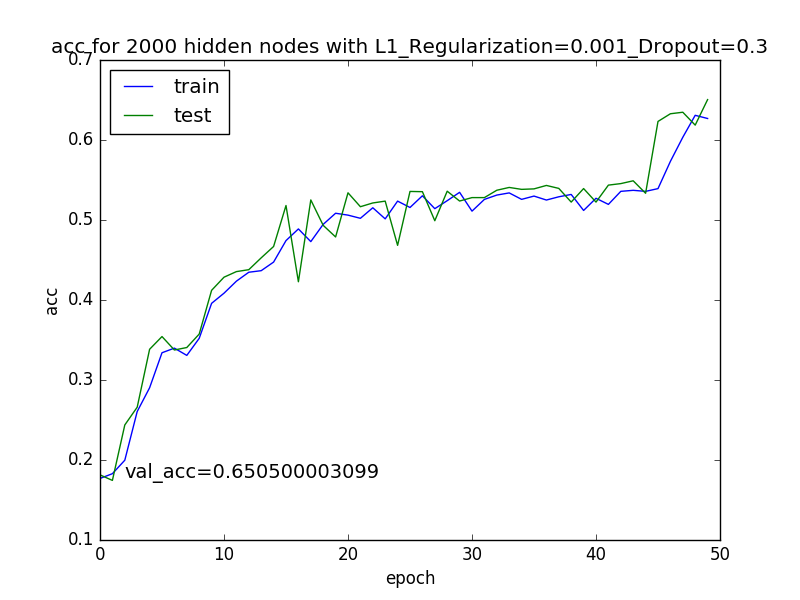 acc for 2000 hidden nodes with L1_Regularization=0.001_Dropout=0.3
0.7
train
test
0.6
0.5
0.4
acc
0.3
0.2
val_acc=0.650500003099
0.1
0 10 20 30 40 50
epoch